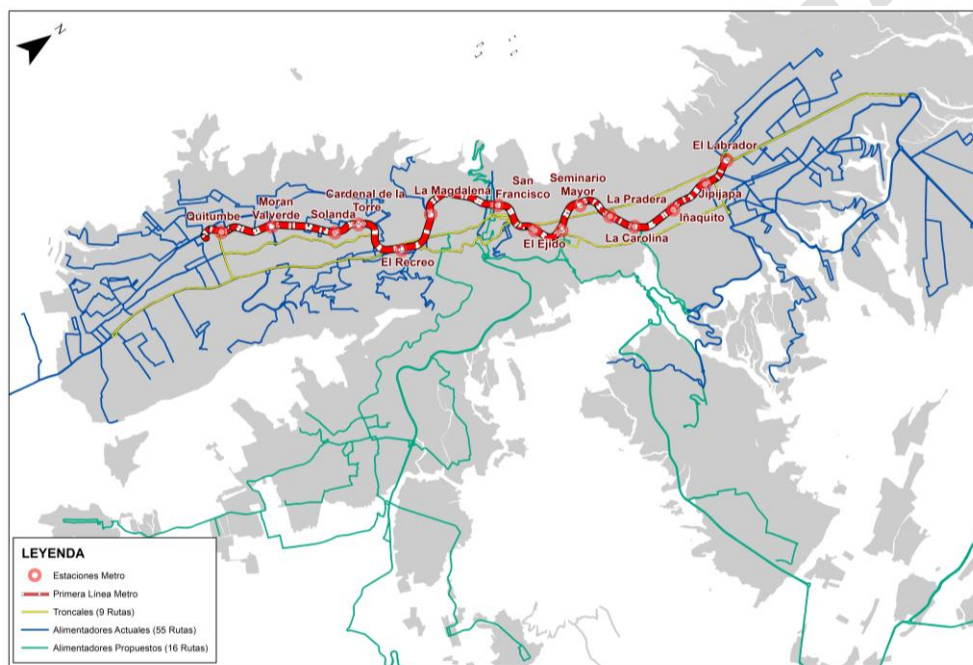 N
El Labrador
Jipijapa
Iñaquito
La Pradera
La Carolina
Seminario
Mayor
El Ejido
San
Francisco
La Magdalena
El Recreo
Cardenal de la
Torre
Solanda
Moran
Valverde
Quitumbe
LEYENDA
Estaciones Metro
Primera Línea Metro
Troncales (9 Rutas)
Alimentadores Actuales (55 Rutas)
Alimentadores Propuestos (16 Rutas)